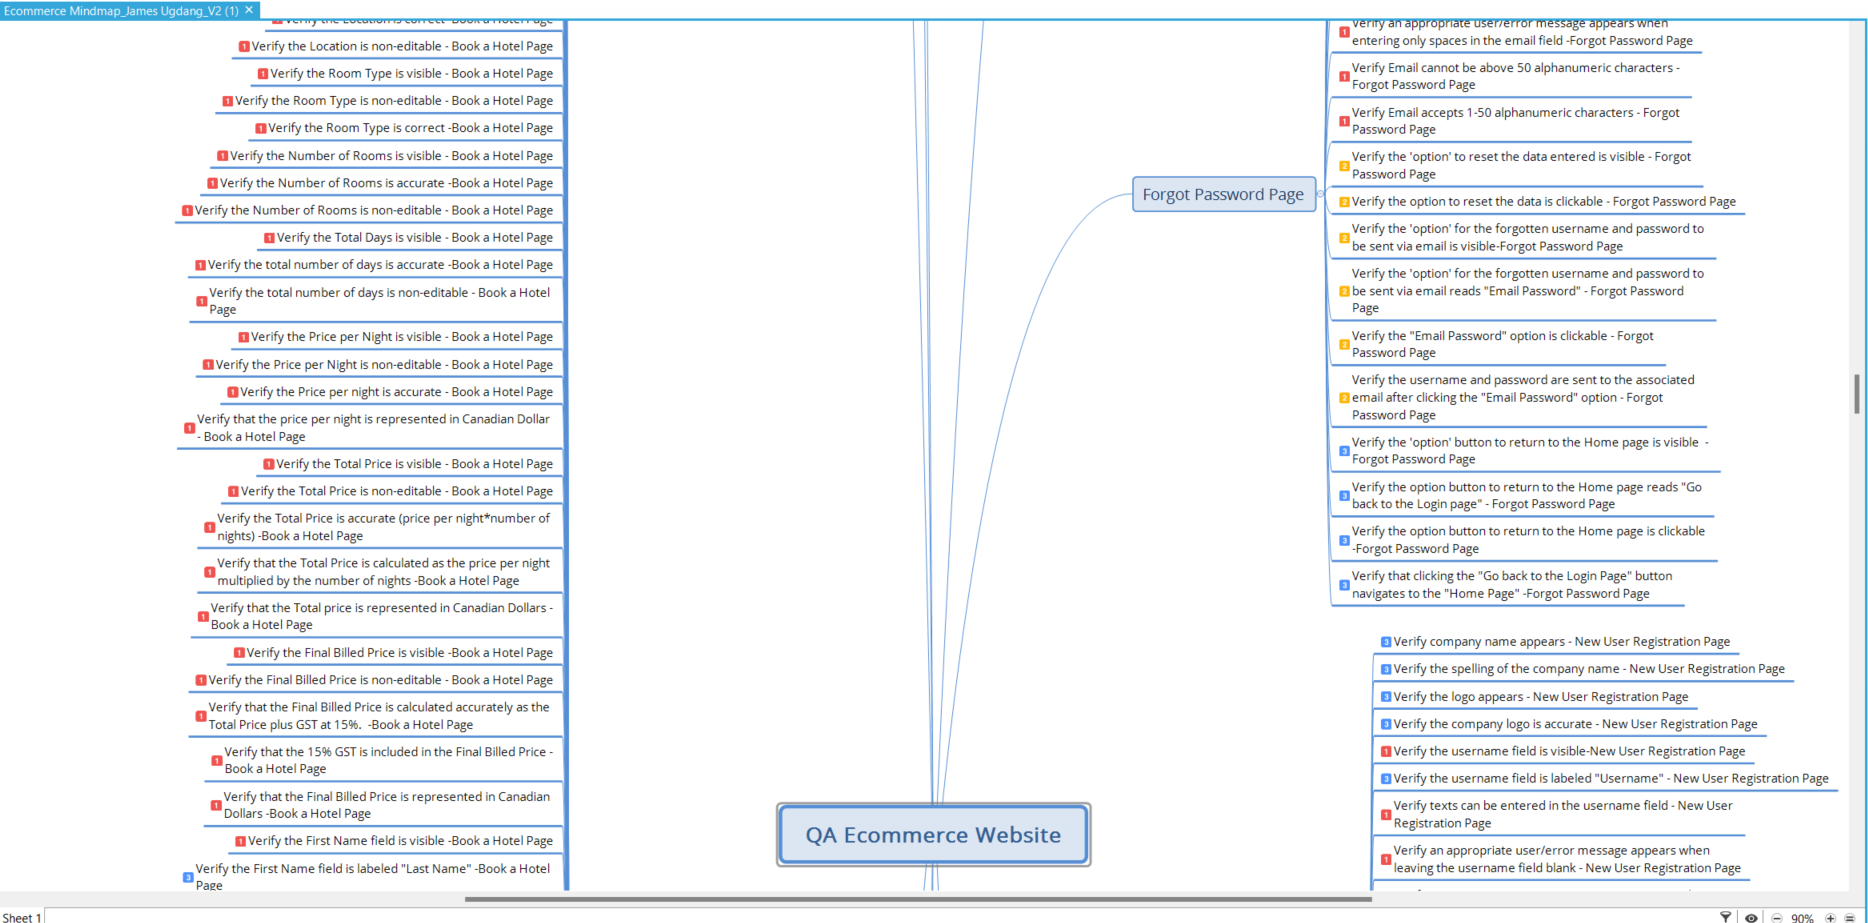 Ecommerce Mindmap_James Ugdang_V2 (1) ×
Verify the Location is correct -Book a Hotel Page
1 Verify the Location is non-editable - Book a Hotel Page
1 Verify the Room Type is visible - Book a Hotel Page
1 Verify the Room Type is non-editable - Book a Hotel Page
1 Verify the Room Type is correct -Book a Hotel Page
1 Verify the Number of Rooms is visible - Book a Hotel Page
1 Verify the Number of Rooms is accurate -Book a Hotel Page
1 Verify the Number of Rooms is non-editable - Book a Hotel Page
1 Verify the Total Days is visible - Book a Hotel Page
1 Verify the total number of days is accurate -Book a Hotel Page
1 Verify the total number of days is non-editable - Book a Hotel
Page
1 Verify the Price per Night is visible - Book a Hotel Page
1 Verify the Price per Night is non-editable - Book a Hotel Page
1 Verify the Price per night is accurate - Book a Hotel Page
1 Verify that the price per night is represented in Canadian Dollar
- Book a Hotel Page
1 Verify the Total Price is visible - Book a Hotel Page
1 Verify the Total Price is non-editable - Book a Hotel Page
1 Verify the Total Price is accurate (price per night*number of
nights) -Book a Hotel Page
1 Verify that the Total Price is calculated as the price per night
multiplied by the number of nights -Book a Hotel Page
1 Verify that the Total price is represented in Canadian Dollars -
Book a Hotel Page
1 Verify the Final Billed Price is visible -Book a Hotel Page
1 Verify the Final Billed Price is non-editable - Book a Hotel Page
1 Verify that the Final Billed Price is calculated accurately as the
Total Price plus GST at 15%. -Book a Hotel Page
1 Verify that the 15% GST is included in the Final Billed Price -
Book a Hotel Page
1 Verify that the Final Billed Price is represented in Canadian
Dollars -Book a Hotel Page
1 Verify the First Name field is visible -Book a Hotel Page
3 Verify the First Name field is labeled "Last Name" -Book a Hotel
Page
QA Ecommerce Website
Forgot Password Page
Verify an appropriate user/error message appears when
1 entering only spaces in the email field -Forgot Password Page
1 Verify Email cannot be above 50 alphanumeric characters -
Forgot Password Page
1 Verify Email accepts 1-50 alphanumeric characters - Forgot
Password Page
2 Verify the 'option' to reset the data entered is visible - Forgot
Password Page
2 Verify the option to reset the data is clickable - Forgot Password Page
2 Verify the 'option' for the forgotten username and password to
be sent via email is visible-Forgot Password Page
Verify the 'option' for the forgotten username and password to
2 be sent via email reads "Email Password" - Forgot Password
Page
2 Verify the "Email Password" option is clickable - Forgot
Password Page
Verify the username and password are sent to the associated
2 email after clicking the "Email Password" option - Forgot
Password Page
3 Verify the 'option' button to return to the Home page is visible -
Forgot Password Page
3 Verify the option button to return to the Home page reads "Go
back to the Login page" - Forgot Password Page
3 Verify the option button to return to the Home page is clickable
-Forgot Password Page
3 Verify that clicking the "Go back to the Login Page" button
navigates to the "Home Page" -Forgot Password Page
3 Verify company name appears - New User Registration Page
3 Verify the spelling of the company name - New User Registration Page
3 Verify the logo appears - New User Registration Page
3 Verify the company logo is accurate - New User Registration Page
1 Verify the username field is visible-New User Registration Page
3 Verify the username field is labeled "Username" - New User Registration Page
1 Verify texts can be entered in the username field - New User
Registration Page
1 Verify an appropriate user/error message appears when
leaving the username field blank - New User Registration Page
Sheet 1
90%